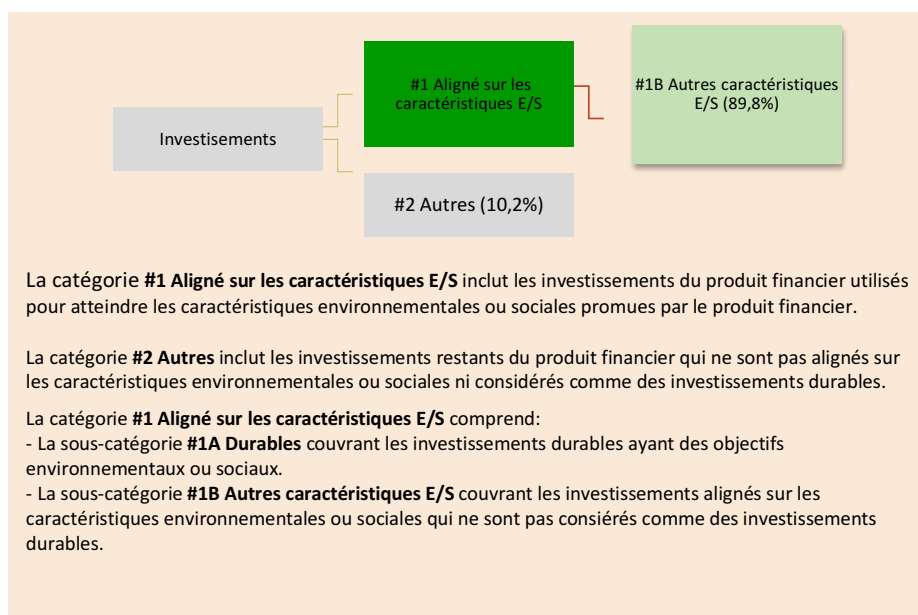 #1 Aligné sur les
caractéristiques E/S
#1B Autres caractéristiques
E/S (89,8%)
Investisements
#2 Autres (10,2%)
La catégorie #1 Aligné sur les caractéristiques E/S inclut les investissements du produit financier utilisés
pour atteindre les caractéristiques environnementales ou sociales promues par le produit financier.
La catégorie #2 Autres inclut les investissements restants du produit financier qui ne sont pas alignés sur
les caractéristiques environnementales ou sociales ni considérés comme des investissements durables.
La catégorie #1 Aligné sur les caractéristiques E/S comprend:
- La sous-catégorie #1A Durables couvrant les investissements durables ayant des objectifs
environnementaux ou sociaux.
- La sous-catégorie #1B Autres caractéristiques E/S couvrant les investissements alignés sur les
caractéristiques environnementales ou sociales qui ne sont pas consiérés comme des investissements
durables.